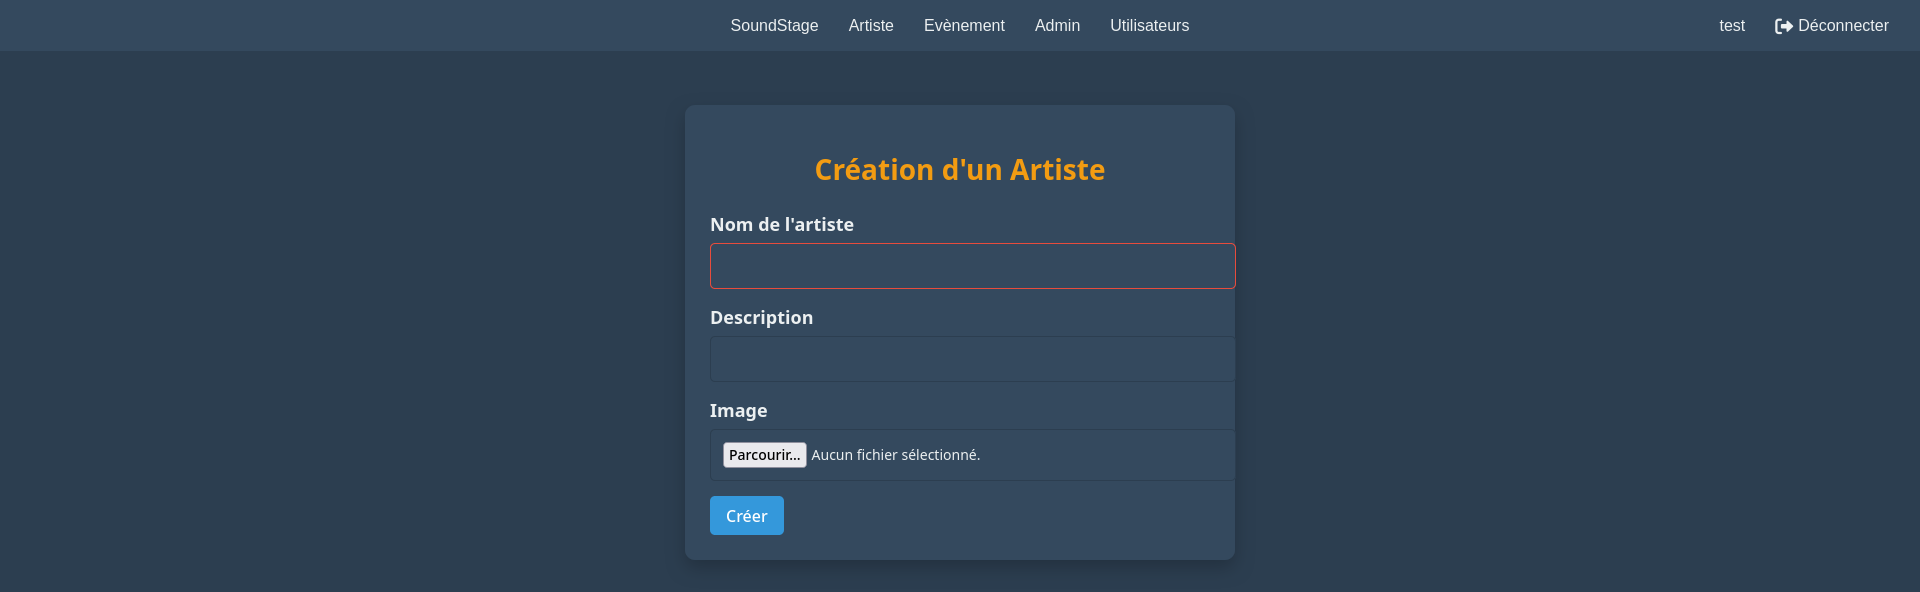 SoundStage Artiste Evènement Admin Utilisateurs test Déconnecter
Création d'un Artiste
Nom de l'artiste
Description
Image
Parcourir... Aucun fichier sélectionné.
Créer